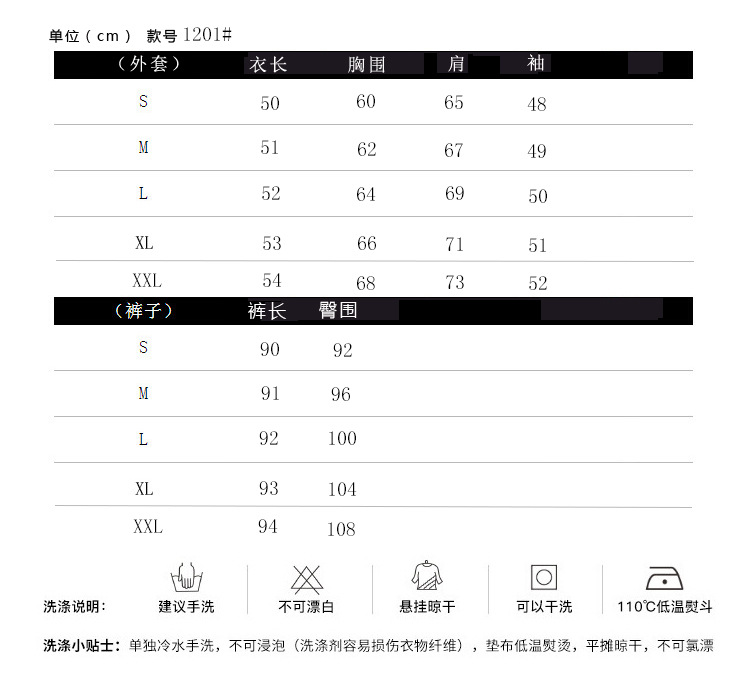 单位（cm） 款号 1201#
（外套） 衣长 胸围 肩 袖
S 50 60 65 48
M 51 62 67 49
L 52 64 69 50
XL 53 66 71 51
XXL 54 68 73 52
（裤子） 裤长 臀围
S 90 92
M 91 96
L 92 100
XL 93 104
XXL 94 108
洗涤说明： 建议手洗 不可漂白 悬挂晾干 可以干洗 110℃低温熨斗
洗涤小贴士：单独冷水手洗，不可浸泡（洗涤剂容易损伤衣物纤维），垫布低温熨烫，平摊晾干，不可氯漂